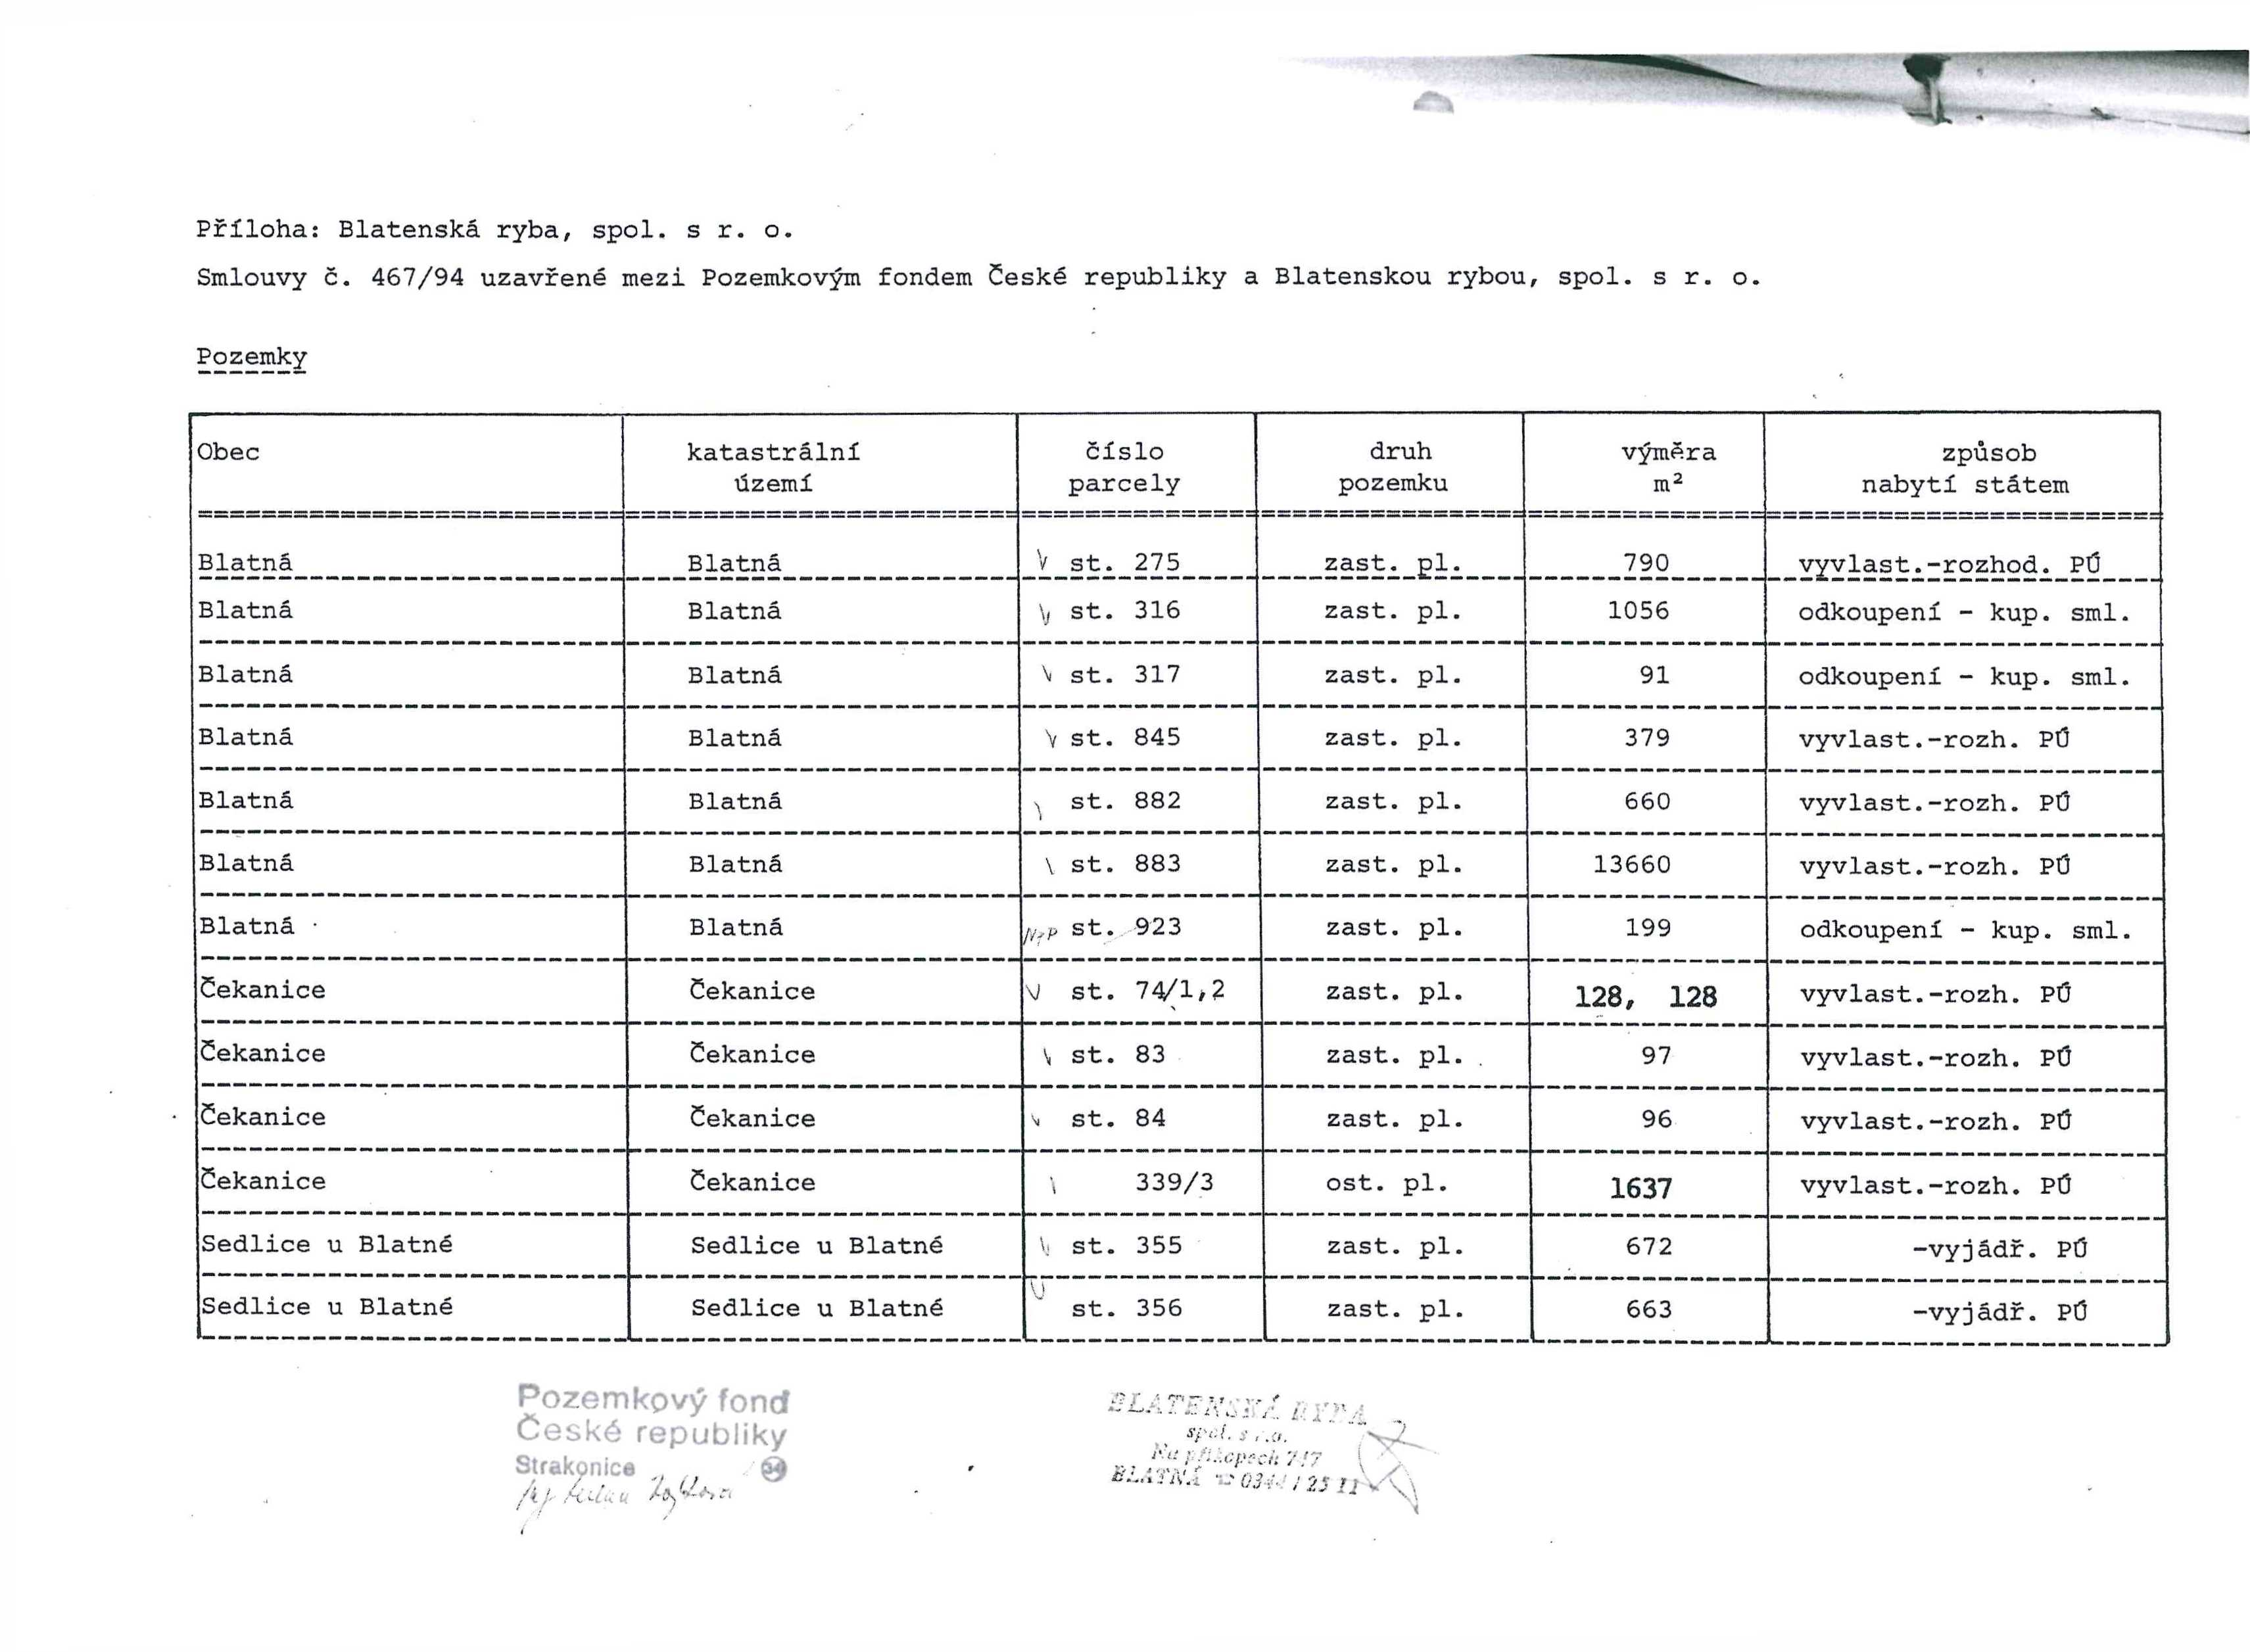 Příloha: Blatenská ryba, spol. s r. o.
Smlouvy č. 467/94 uzavřené mezi Pozemkovým fondem České republiky a Blatenskou rybou, spol. s r. o.
Pozemky
Obec katastrální území číslo parcely druh pozemku výměra m² způsob nabytí státem
Blatná Blatná st. 275 zast. pl. 790 vyvlast.-rozhod. PÚ
Blatná Blatná st. 316 zast. pl. 1056 odkoupení - kup. sml.
Blatná Blatná st. 317 zast. pl. 91 odkoupení - kup. sml.
Blatná Blatná st. 845 zast. pl. 379 vyvlast.-rozh. PÚ
Blatná Blatná st. 882 zast. pl. 660 vyvlast.-rozh. PÚ
Blatná Blatná st. 883 zast. pl. 13660 vyvlast.-rozh. PÚ
Blatná Blatná st. 923 zast. pl. 199 odkoupení - kup. sml.
Čekanice Čekanice st. 74/1,2 zast. pl. 128, 128 vyvlast.-rozh. PÚ
Čekanice Čekanice st. 83 zast. pl. 97 vyvlast.-rozh. PÚ
Čekanice Čekanice st. 84 zast. pl. 96 vyvlast.-rozh. PÚ
Čekanice Čekanice 339/3 ost. pl. 1637 vyvlast.-rozh. PÚ
Sedlice u Blatné Sedlice u Blatné st. 355 zast. pl. 672 -vyjádř. PÚ
Sedlice u Blatné Sedlice u Blatné st. 356 zast. pl. 663 -vyjádř. PÚ
Pozemkový fond
České republiky
Strakonice 34
BLATENSKÁ RYBA
spol. s r.o.
Na příkopech 747
BLATNÁ ☎ 0344 / 25 11